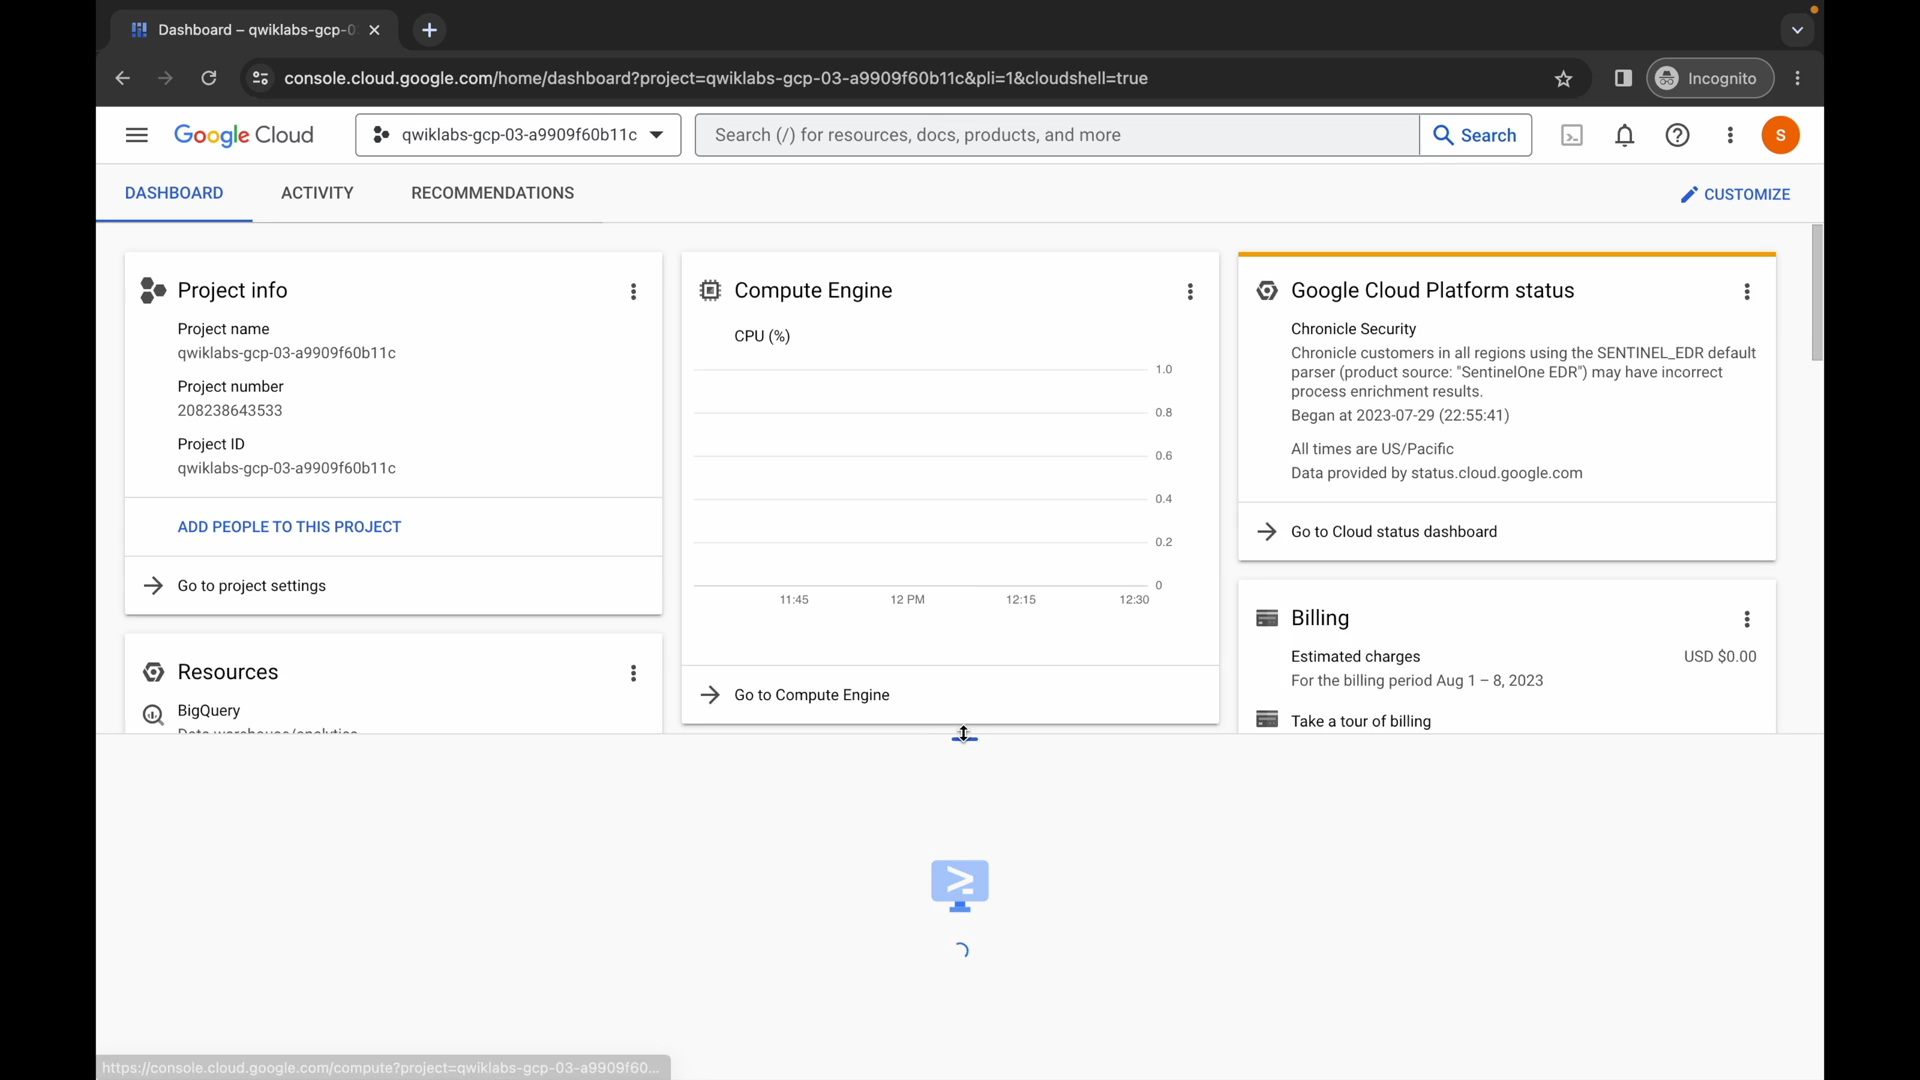 Dashboard – qwiklabs-gcp-0
console.cloud.google.com/home/dashboard?project=qwiklabs-gcp-03-a9909f60b11c&pli=1&cloudshell=true
Incognito
Google Cloud
qwiklabs-gcp-03-a9909f60b11c
Search (/) for resources, docs, products, and more
Search
S
DASHBOARD
ACTIVITY
RECOMMENDATIONS
CUSTOMIZE
Project info
Project name
qwiklabs-gcp-03-a9909f60b11c
Project number
208238643533
Project ID
qwiklabs-gcp-03-a9909f60b11c
ADD PEOPLE TO THIS PROJECT
Go to project settings
Resources
BigQuery
Data warehouse/analytics
Compute Engine
CPU (%)
1.0
0.8
0.6
0.4
0.2
0
11:45
12 PM
12:15
12:30
Go to Compute Engine
Google Cloud Platform status
Chronicle Security
Chronicle customers in all regions using the SENTINEL_EDR default
parser (product source: "SentinelOne EDR") may have incorrect
process enrichment results.
Began at 2023-07-29 (22:55:41)
All times are US/Pacific
Data provided by status.cloud.google.com
Go to Cloud status dashboard
Billing
Estimated charges
USD $0.00
For the billing period Aug 1 – 8, 2023
Take a tour of billing
https://console.cloud.google.com/compute?project=qwiklabs-gcp-03-a9909f60...